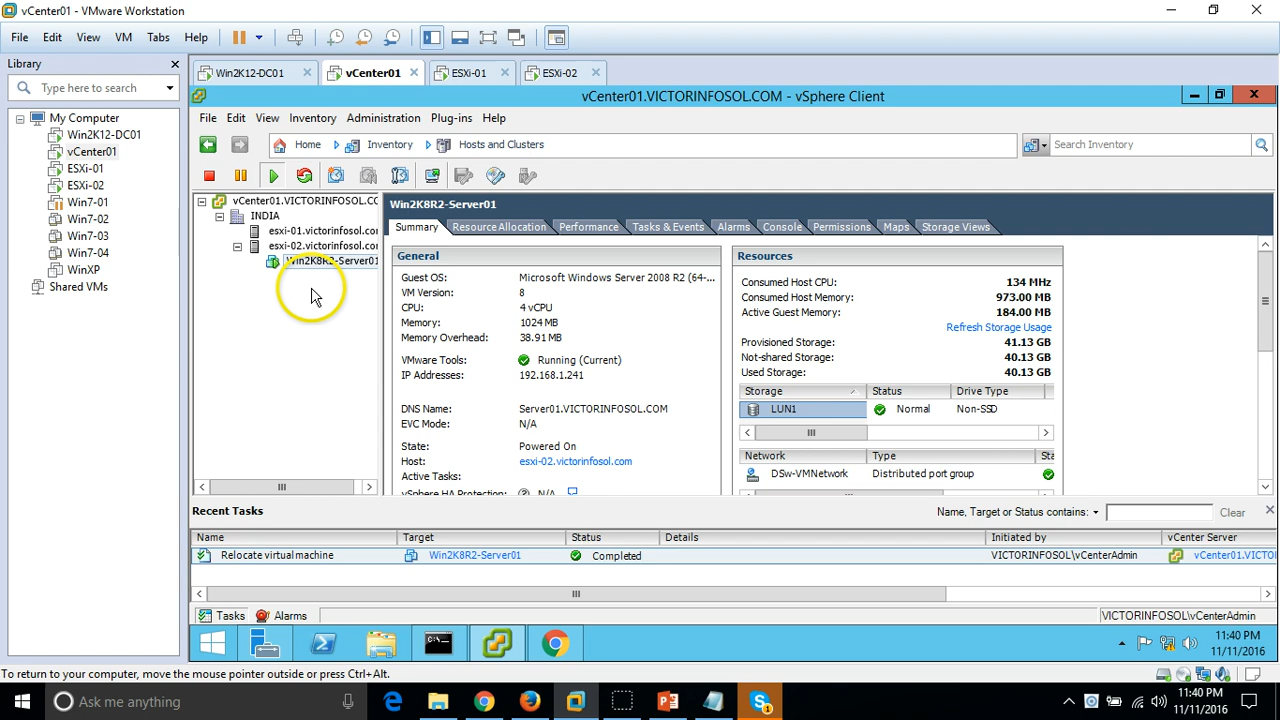 vCenter01 - VMware Workstation
File Edit View VM Tabs Help
Library
Type here to search
My Computer
Win2K12-DC01
vCenter01
ESXi-01
ESXi-02
Win7-01
Win7-02
Win7-03
Win7-04
WinXP
Shared VMs
Win2K12-DC01 vCenter01 ESXi-01 ESXi-02
vCenter01.VICTORINFOSOL.COM - vSphere Client
File Edit View Inventory Administration Plug-ins Help
Home Inventory Hosts and Clusters Search Inventory
vCenter01.VICTORINFOSOL.CO
INDIA
esxi-01.victorinfosol.co
esxi-02.victorinfosol.co
Win2K8R2-Server01
Win2K8R2-Server01
Summary Resource Allocation Performance Tasks & Events Alarms Console Permissions Maps Storage Views
General
Guest OS: Microsoft Windows Server 2008 R2 (64-...
VM Version: 8
CPU: 4 vCPU
Memory: 1024 MB
Memory Overhead: 38.91 MB
VMware Tools: Running (Current)
IP Addresses: 192.168.1.241
DNS Name: Server01.VICTORINFOSOL.COM
EVC Mode: N/A
State: Powered On
Host: esxi-02.victorinfosol.com
Active Tasks:
vSphere HA Protection: N/A
Resources
Consumed Host CPU: 134 MHz
Consumed Host Memory: 973.00 MB
Active Guest Memory: 184.00 MB
Refresh Storage Usage
Provisioned Storage: 41.13 GB
Not-shared Storage: 40.13 GB
Used Storage: 40.13 GB
Storage Status Drive Type
LUN1 Normal Non-SSD
Network Type Sta
DSw-VMNetwork Distributed port group
Recent Tasks Name, Target or Status contains: Clear
Name Target Status Details Initiated by vCenter Server
Relocate virtual machine Win2K8R2-Server01 Completed VICTORINFOSOL\vCenterAdmin vCenter01.VICTO
Tasks Alarms VICTORINFOSOL\vCenterAdmin
11:40 PM
11/11/2016
To return to your computer, move the mouse pointer outside or press Ctrl+Alt.
Ask me anything
11:40 PM
11/11/2016